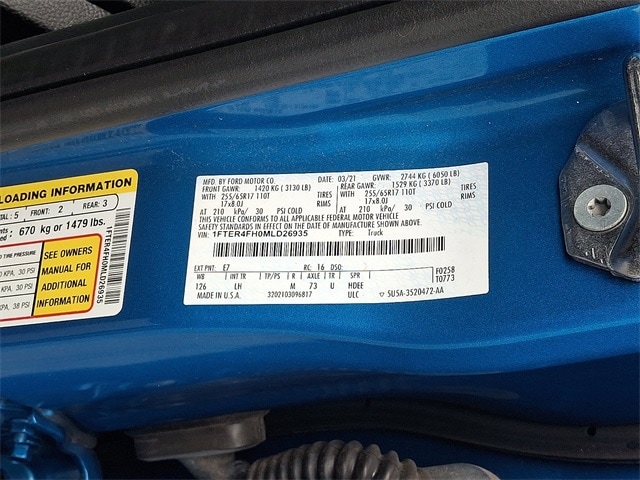 LOADING INFORMATION
TAL: 5 FRONT: 2 REAR: 3
670 kg or 1479 lbs.
TIRE PRESSURE
KPA, 30 PSI
KPA, 30 PSI
KPA, 38 PSI
SEE OWNERS
MANUAL FOR
ADDITIONAL
INFORMATION
1FTER4FH0MLD26935
MFD. BY FORD MOTOR CO.
FRONT GAWR: 1420 KG ( 3130 LB)
WITH 255/65R17 110T TIRES
17x8.0J RIMS
AT 210 kPa/ 30 PSI COLD
03/21 GVWR: 2744 KG ( 6050 LB)
REAR GAWR: 1529 KG ( 3370 LB)
WITH 255/65R17 110T TIRES
17x8.0J RIMS
AT 210 kPa/ 30 PSI COLD
THIS VEHICLE CONFORMS TO ALL APPLICABLE FEDERAL MOTOR VEHICLE
SAFETY STANDARDS IN EFFECT ON THE DATE OF MANUFACTURE SHOWN ABOVE.
VIN: 1FTER4FH0MLD26935 TYPE: Truck
EXT PNT: E7 RC: 16 DSO:
WB INT TR TP/PS R AXLE TR SPR
126 LH M 73 U HDEE
F0258
10773
MADE IN U.S.A. 3202103096817 ULC 5U5A-3520472-AA